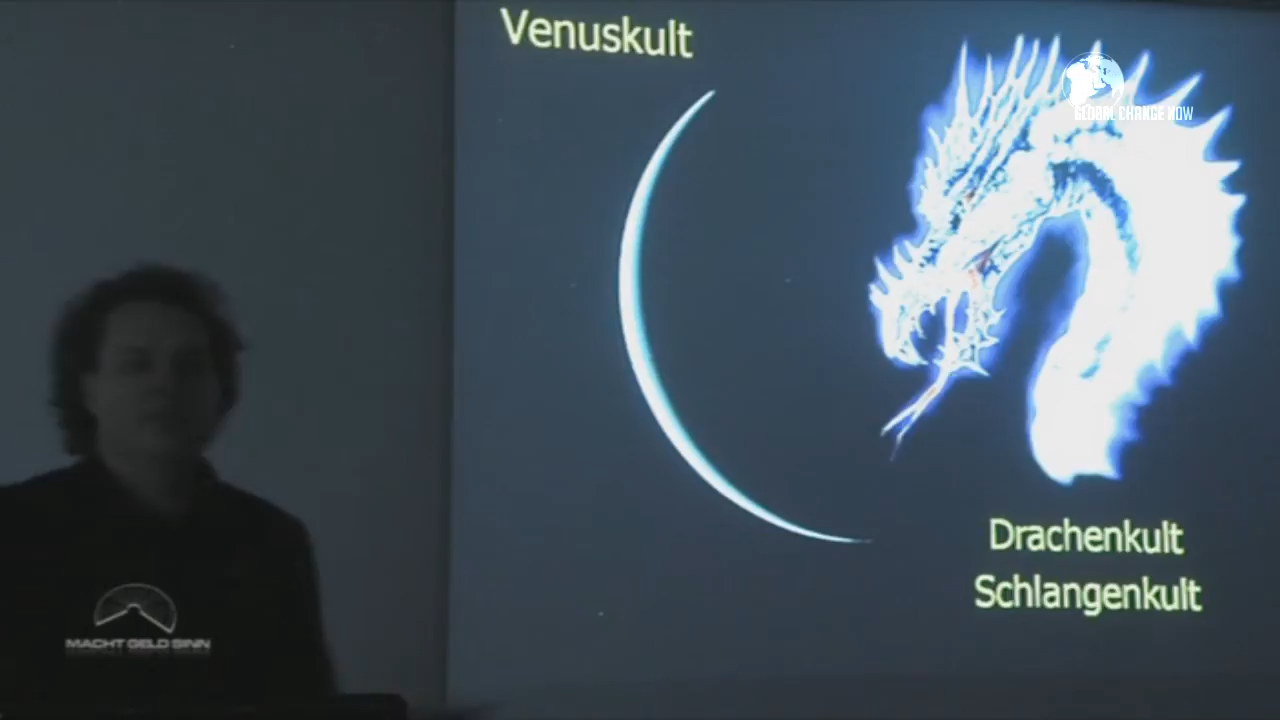 Venuskult
GLOBAL CHANGE NOW
Drachenkult
Schlangenkult
MACHT GELD SINN